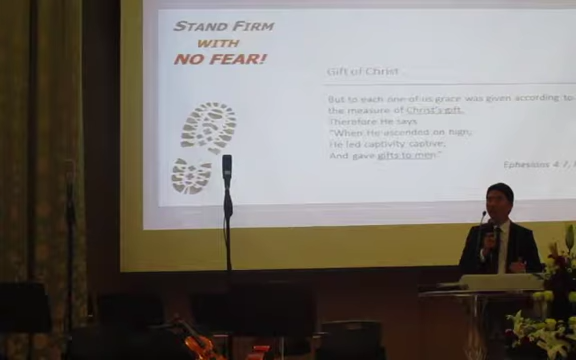 STAND FIRM
WITH
NO FEAR!
Gift of Christ
But to each one of us grace was given according to
the measure of Christ's gift.
Therefore He says
"When He ascended on high,
He led captivity captive,
And gave gifts to men."
Ephesians 4:7,